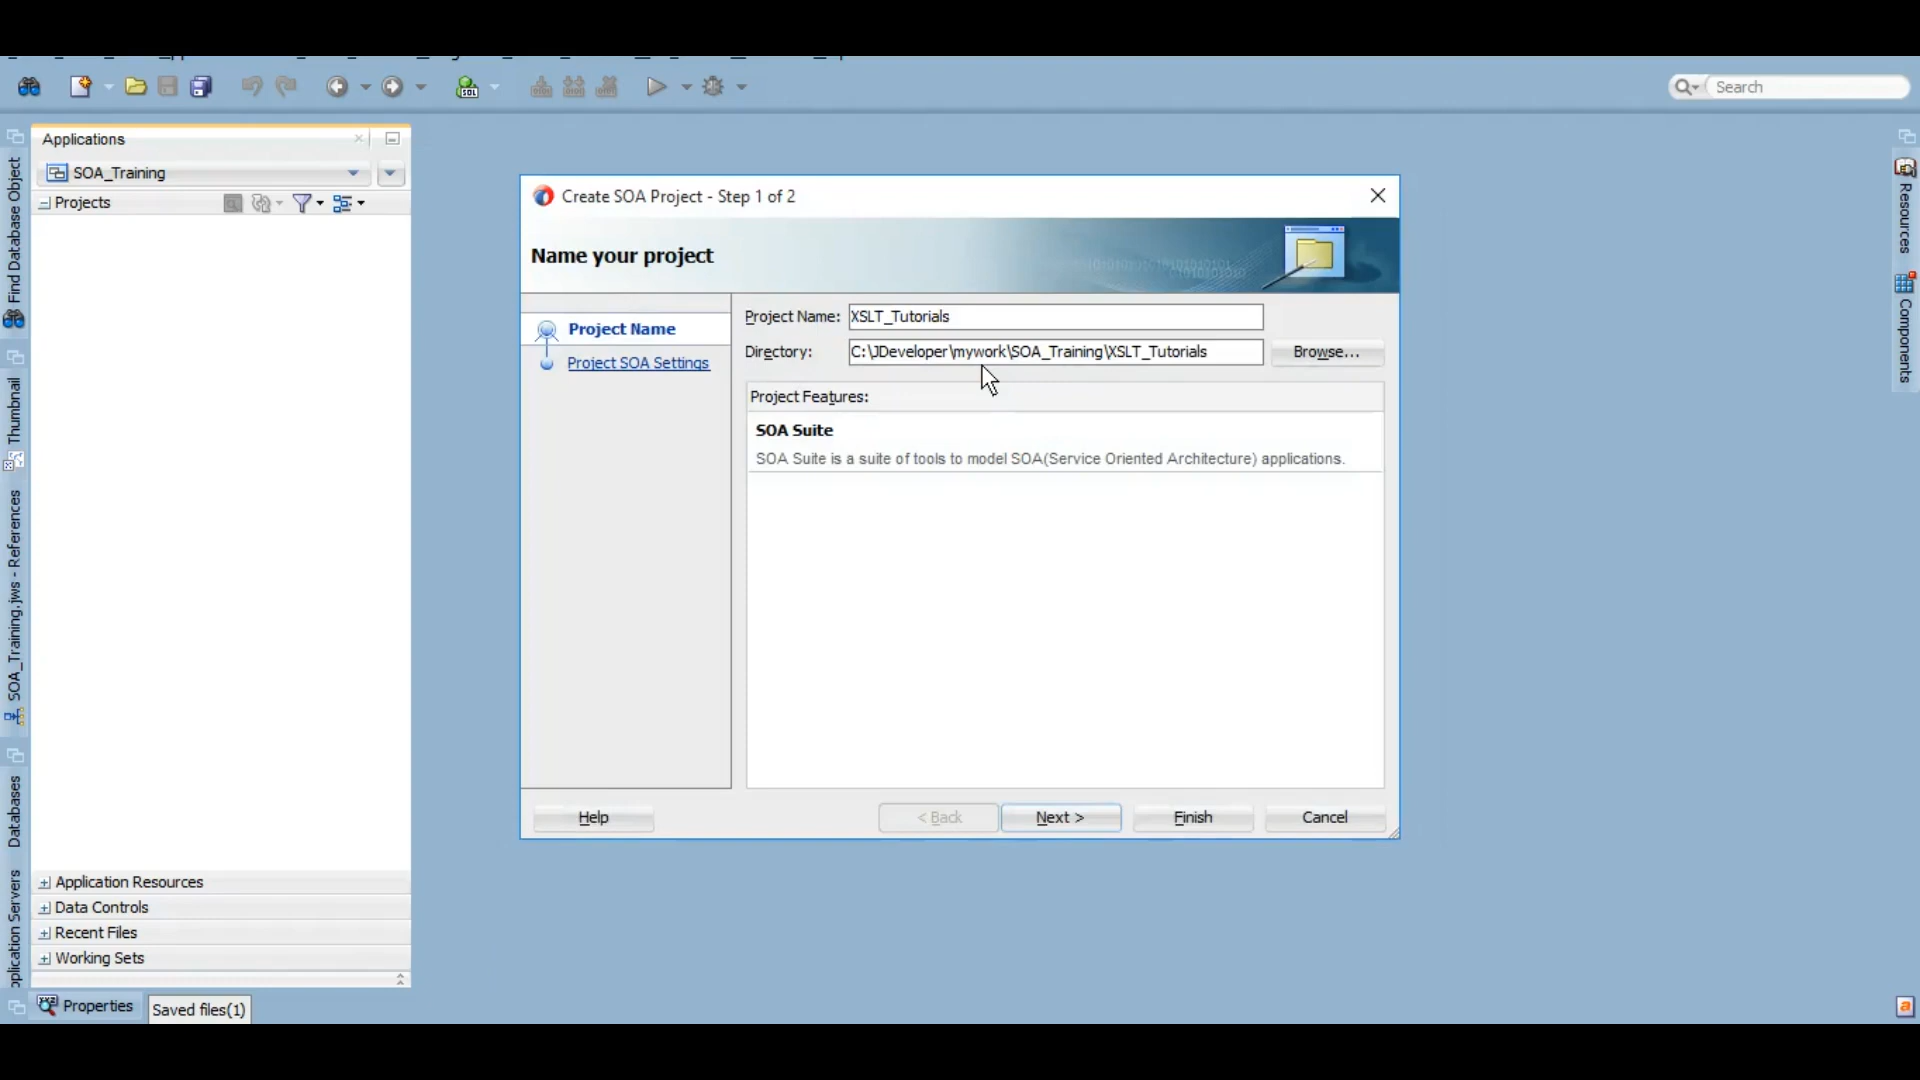 Search
Applications
SOA_Training
Projects
Find Database Object
Thumbnail
SOA_Training.jws - References
Databases
plication Servers
Create SOA Project - Step 1 of 2
Name your project
Project Name
Project SOA Settings
Project Name: XSLT_Tutorials
Directory: C:\JDeveloper\mywork\SOA_Training\XSLT_Tutorials Browse...
Project Features:
SOA Suite
SOA Suite is a suite of tools to model SOA(Service Oriented Architecture) applications.
Help < Back Next > Finish Cancel
Resources
Components
Application Resources
Data Controls
Recent Files
Working Sets
Properties Saved files(1)